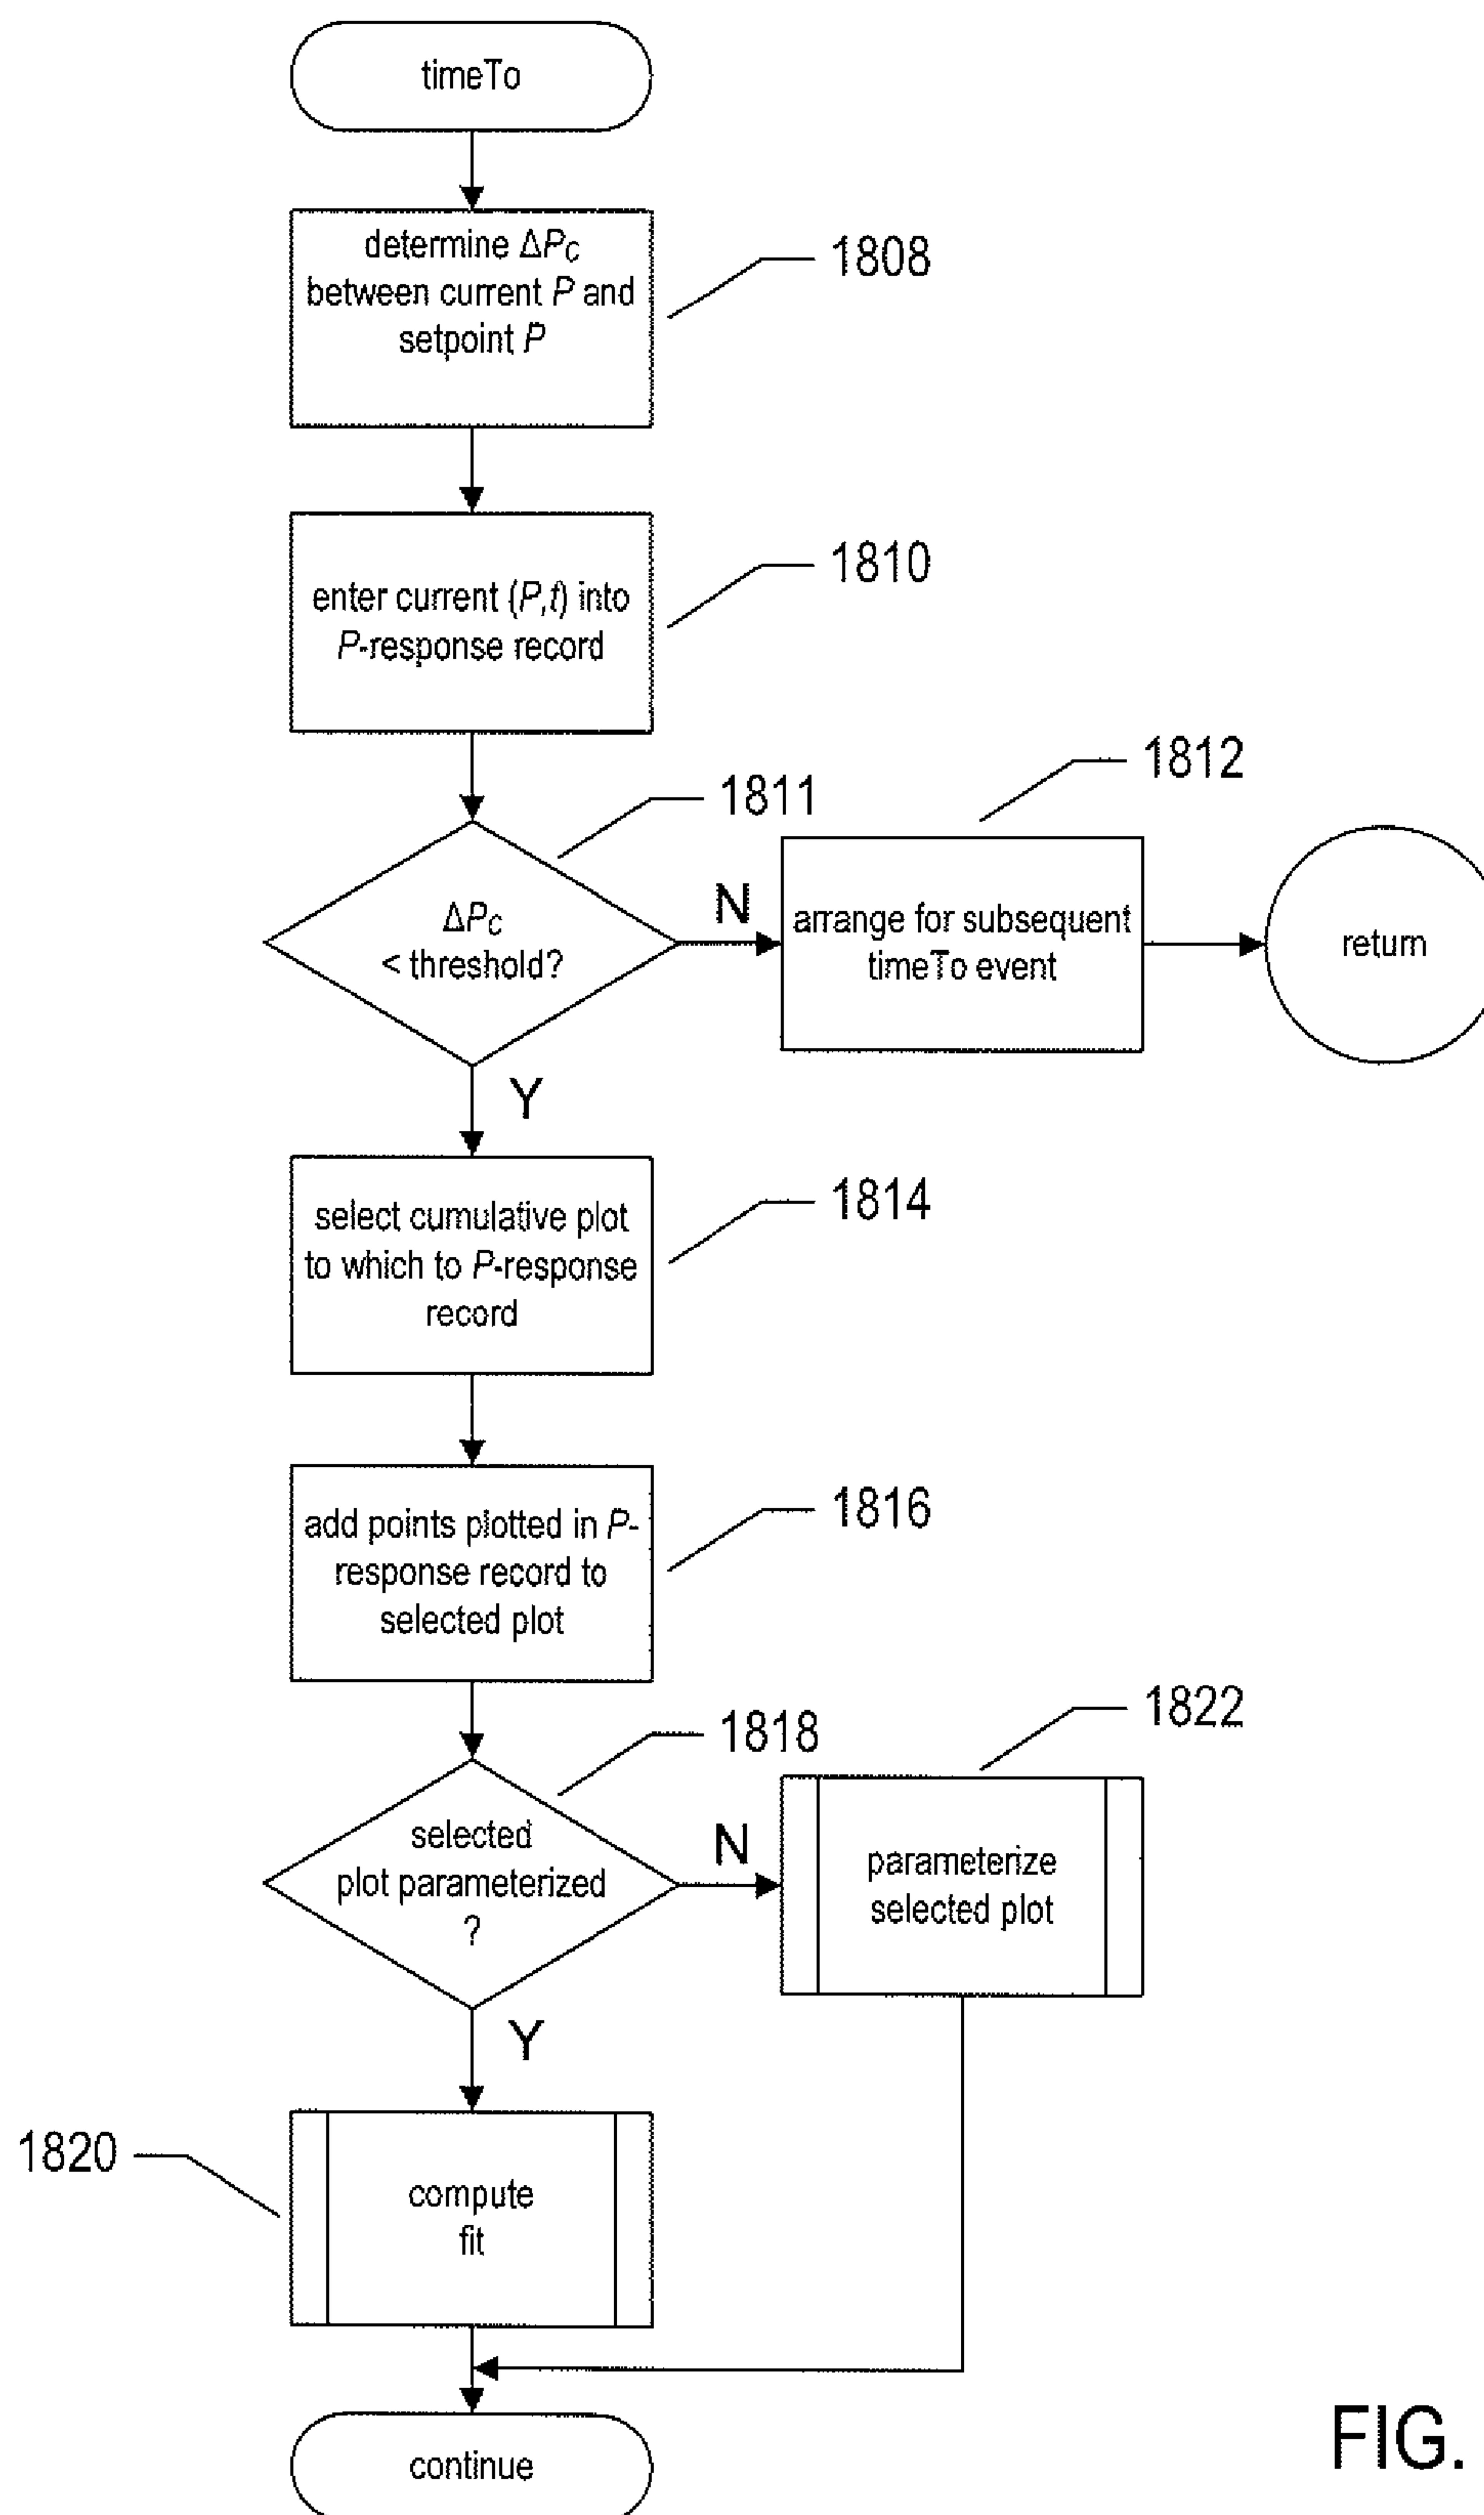 timeTo
determine ΔPC
between current P and
setpoint P
1808
enter current (P,t) into
P-response record
1810
ΔPC
< threshold?
1811
N
arrange for subsequent
timeTo event
1812
return
Y
select cumulative plot
to which to P-response
record
1814
add points plotted in P-
response record to
selected plot
1816
selected
plot parameterized
?
1818
N
parameterize
selected plot
1822
Y
compute
fit
1820
continue
FIG.